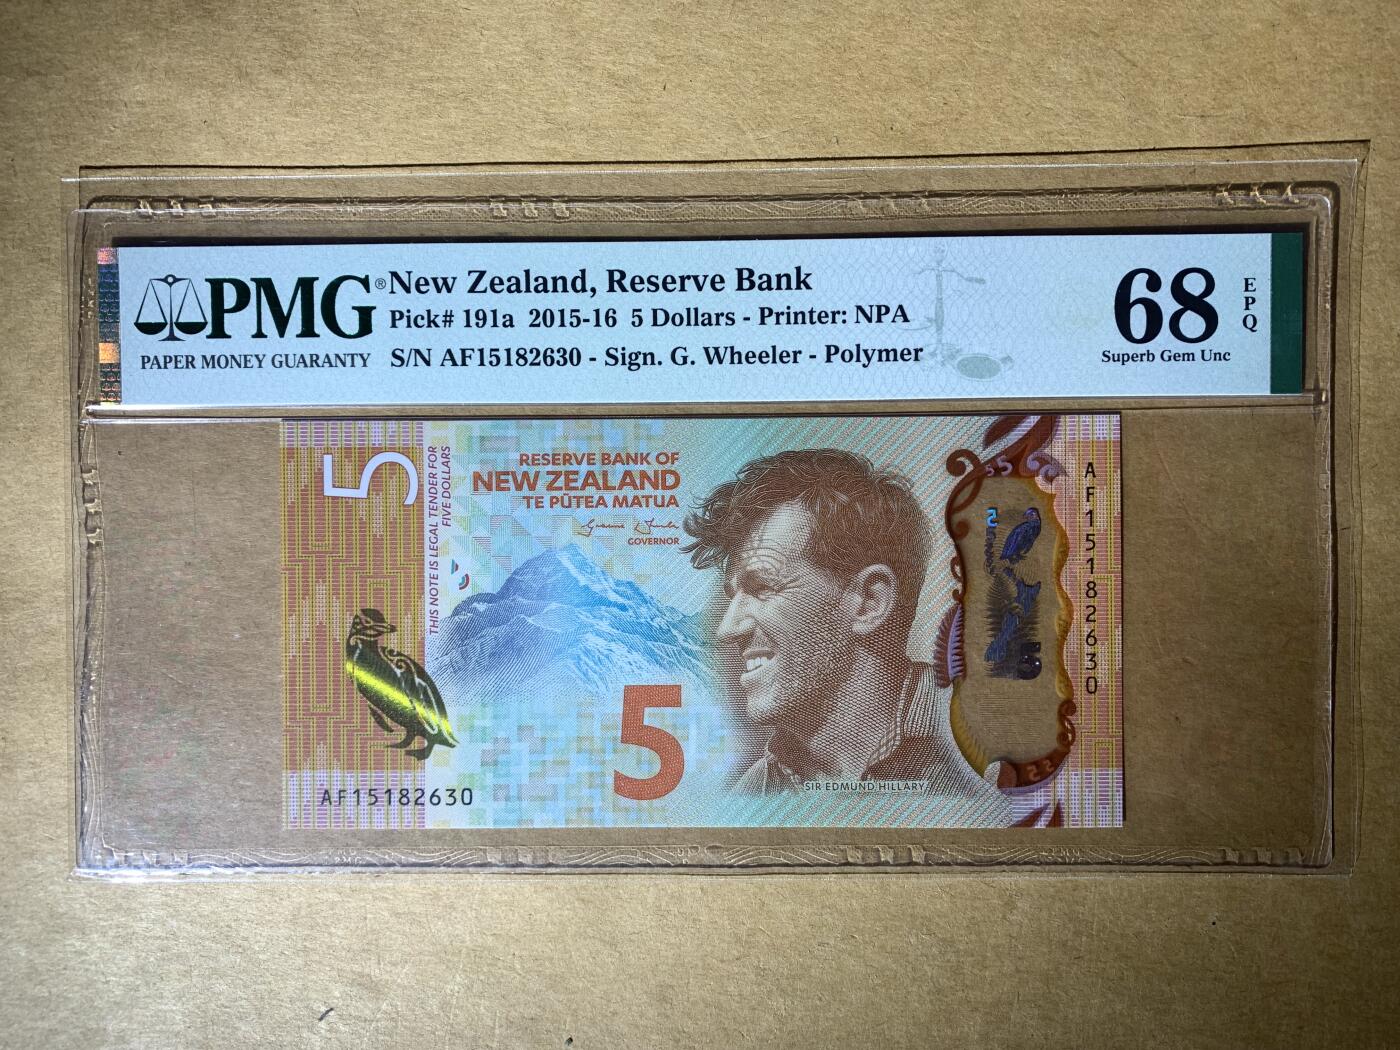 PMG®
PAPER MONEY GUARANTY
New Zealand, Reserve Bank
Pick# 191a 2015-16 5 Dollars - Printer: NPA
S/N AF15182630 - Sign. G. Wheeler - Polymer
68
EPQ
Superb Gem Unc
5
THIS NOTE IS LEGAL TENDER FOR
FIVE DOLLARS
RESERVE BANK OF
NEW ZEALAND
TE PŪTEA MATUA
GOVERNOR
5
SIR EDMUND HILLARY
AF15182630
AF15182630
5
5